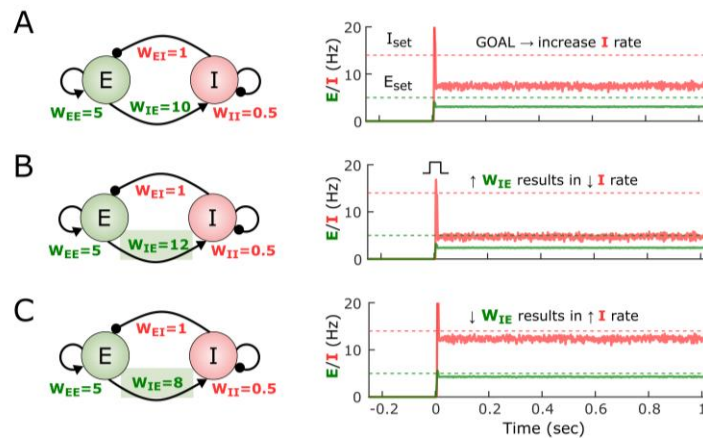 A
E
I
W_EI=1
W_EE=5
W_IE=10
W_II=0.5
E/I (Hz)
20
10
0
I_set
E_set
GOAL → increase I rate
B
E
I
W_EI=1
W_EE=5
W_IE=12
W_II=0.5
E/I (Hz)
20
10
0
↑ W_IE results in ↓ I rate
C
E
I
W_EI=1
W_EE=5
W_IE=8
W_II=0.5
E/I (Hz)
20
10
0
↓ W_IE results in ↑ I rate
-0.2 0 0.2 0.4 0.6 0.8 1
Time (sec)